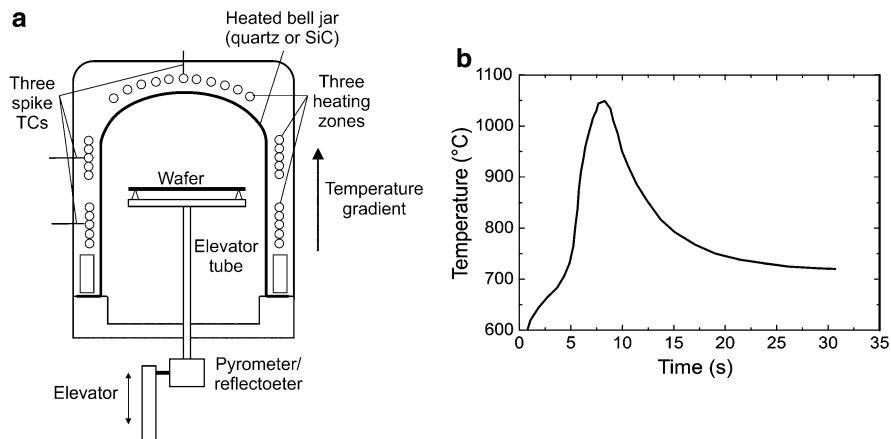 a
Heated bell jar
(quartz or SiC)
Three
spike
TCs
Three
heating
zones
Wafer
Temperature
gradient
Elevator
tube
Pyrometer/
reflectoeter
Elevator
b
Temperature (°C)
1100
1000
900
800
700
600
0
5
10
15
20
25
30
35
Time (s)